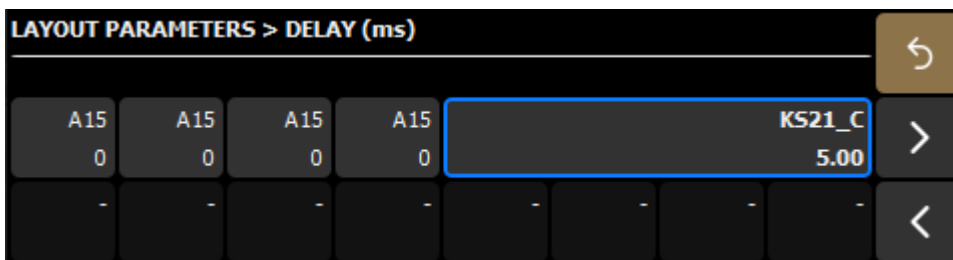 LAYOUT PARAMETERS > DELAY (ms)
A15 A15 A15 A15 KS21_C
0 0 0 0 5.00
- - - - - - - -